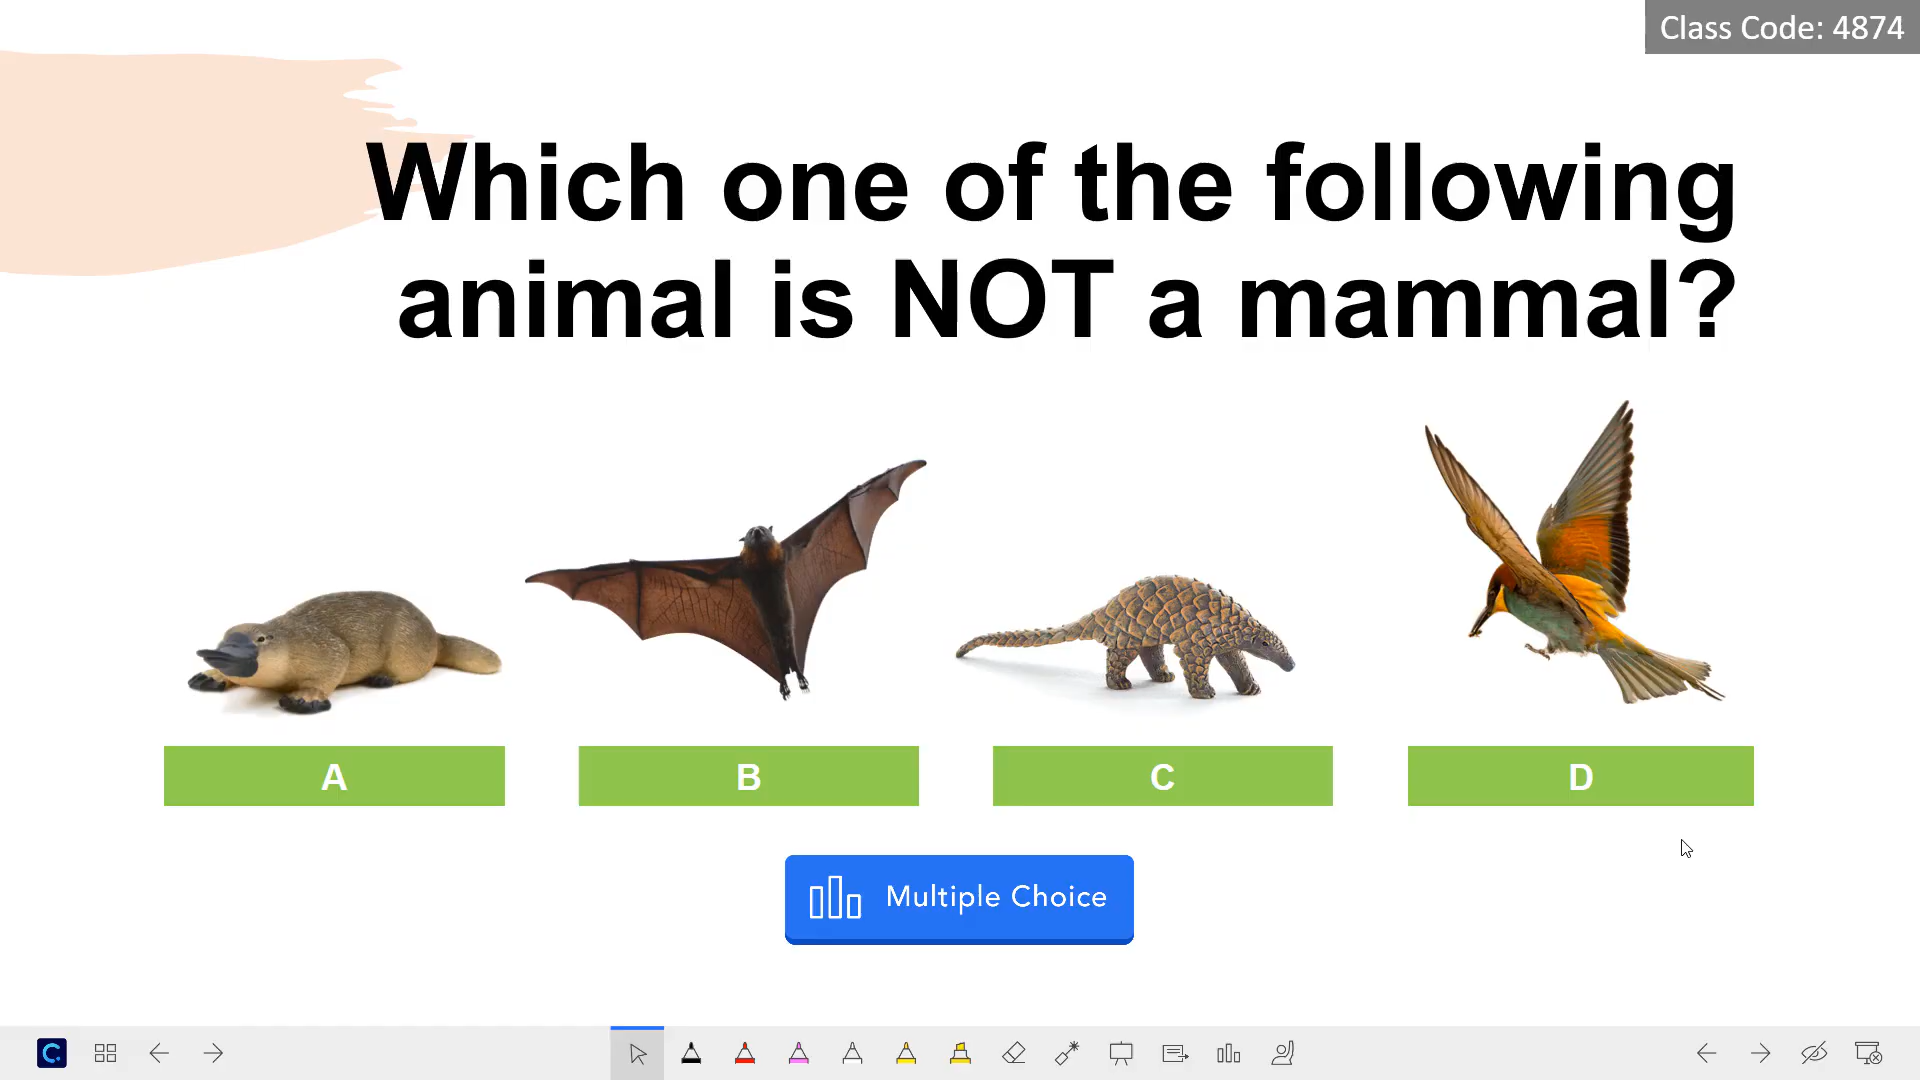 Class Code: 4874
Which one of the following
animal is NOT a mammal?
A
B
C
D
Multiple Choice